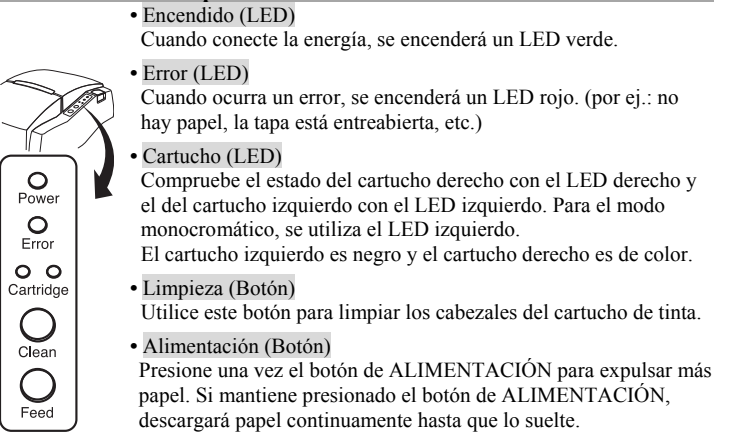 • Encendido (LED)
Cuando conecte la energía, se encenderá un LED verde.
• Error (LED)
Cuando ocurra un error, se encenderá un LED rojo. (por ej.: no
hay papel, la tapa está entreabierta, etc.)
• Cartucho (LED)
Compruebe el estado del cartucho derecho con el LED derecho y
el del cartucho izquierdo con el LED izquierdo. Para el modo
monocromático, se utiliza el LED izquierdo.
El cartucho izquierdo es negro y el cartucho derecho es de color.
• Limpieza (Botón)
Utilice este botón para limpiar los cabezales del cartucho de tinta.
• Alimentación (Botón)
Presione una vez el botón de ALIMENTACIÓN para expulsar más
papel. Si mantiene presionado el botón de ALIMENTACIÓN,
descargará papel continuamente hasta que lo suelte.
Power
Error
Cartridge
Clean
Feed